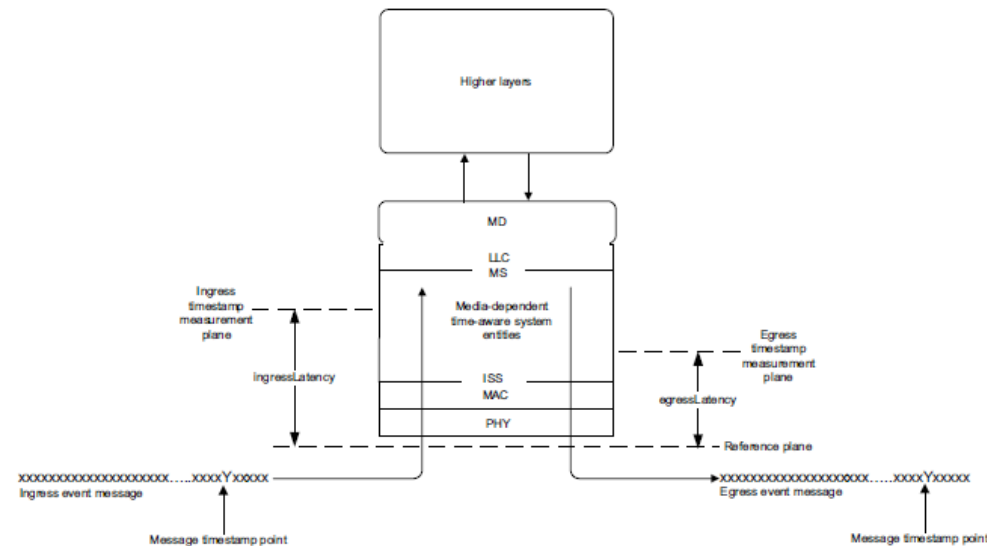 Higher layers
MD
LLC
MS
Ingress
timestamp
measurement
plane
Media-dependent
time-aware system
entities
Egress
timestamp
measurement
plane
ingressLatency
ISS
MAC
egressLatency
PHY
Reference plane
xxxxxxxxxxxxxxxxxxxxx.....xxxxYxxxxx
Ingress event message
xxxxxxxxxxxxxxxxxxxxx.....xxxxYxxxxx
Egress event message
Message timestamp point
Message timestamp point